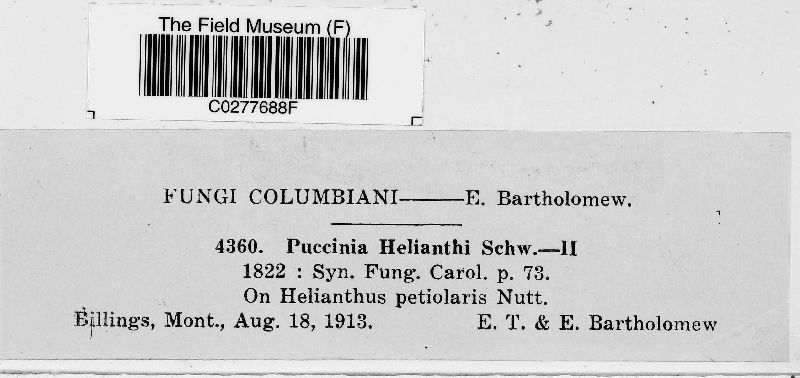 The Field Museum (F)
C0277688F
FUNGI COLUMBIANI———E. Bartholomew.
4360. Puccinia Helianthi Schw.—II
1822 : Syn. Fung. Carol. p. 73.
On Helianthus petiolaris Nutt.
Billings, Mont., Aug. 18, 1913. E. T. & E. Bartholomew